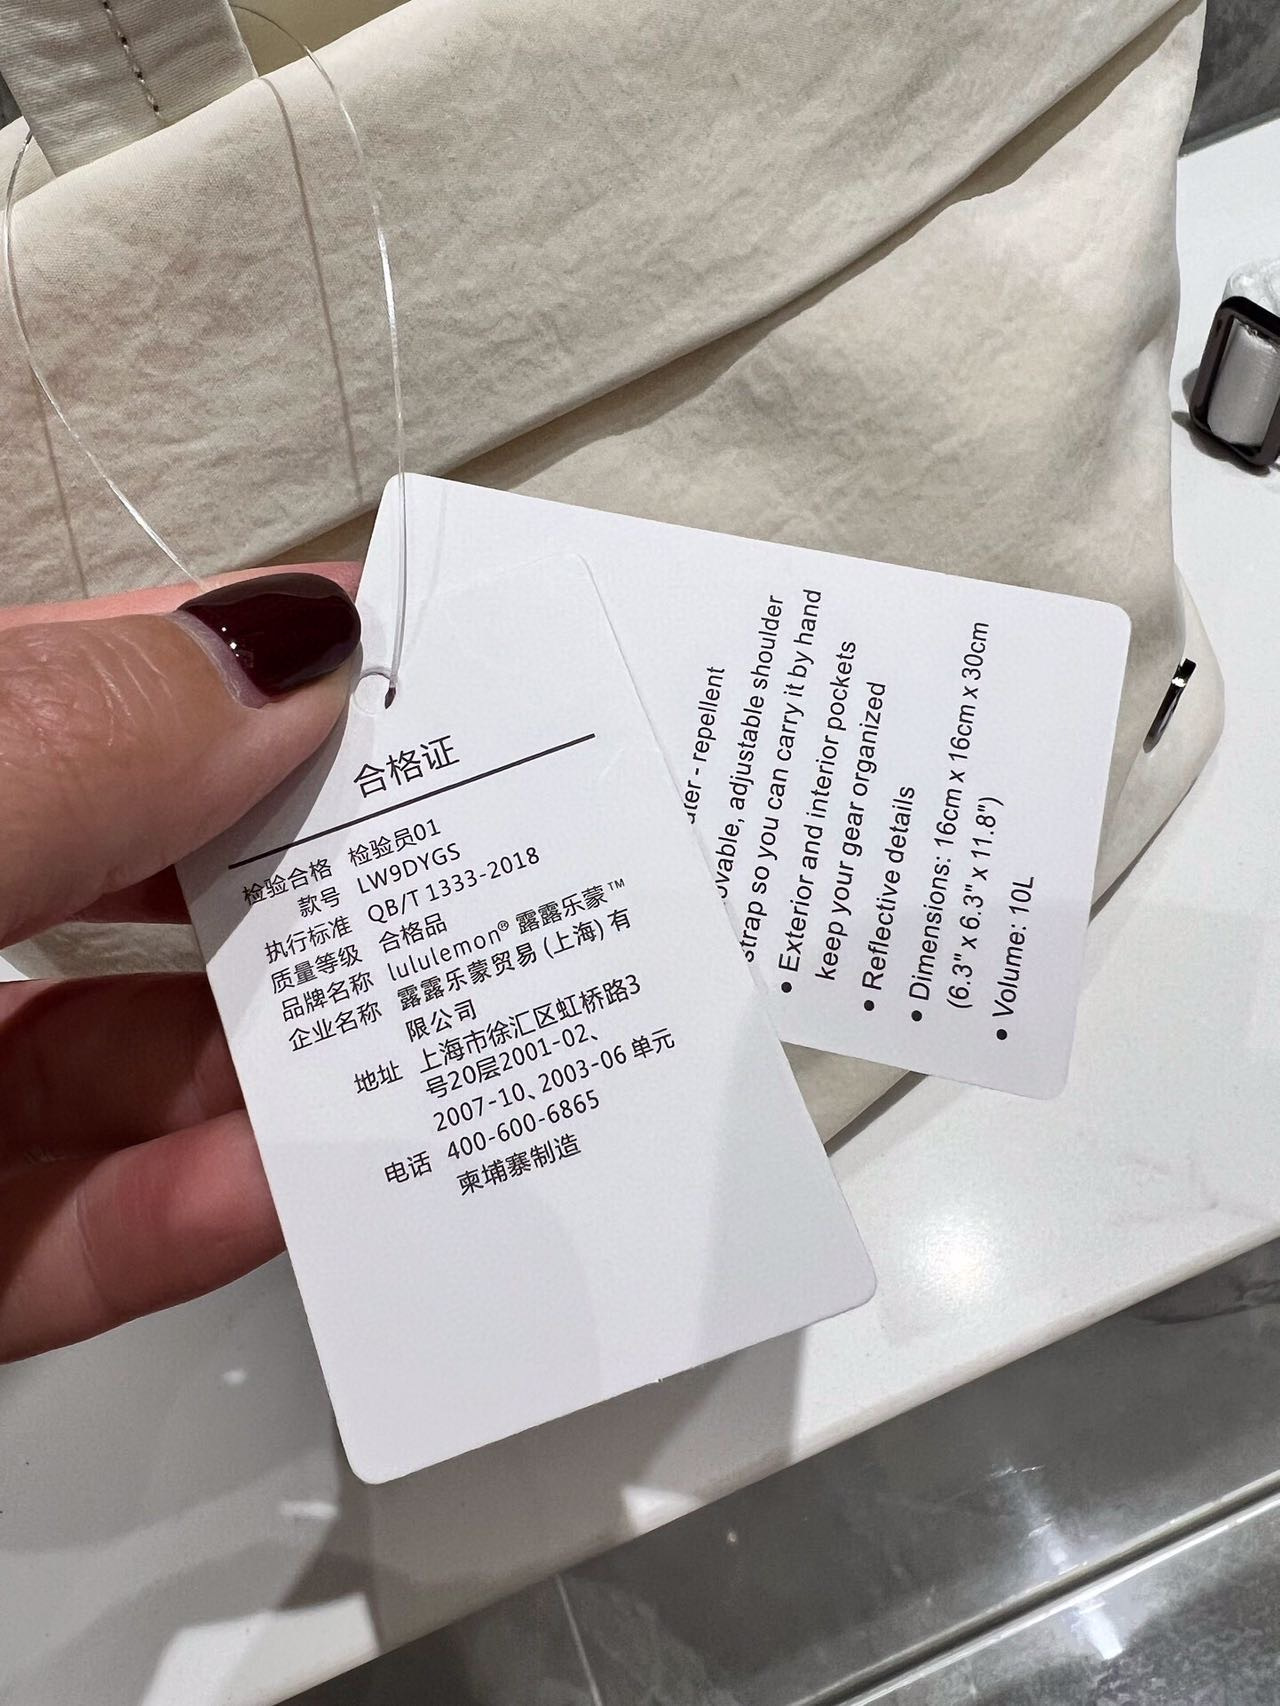 合格证
检验合格 检验员01
款号 LW9DYGS
执行标准 QB/T 1333-2018
质量等级 合格品
品牌名称 lululemon® 露露乐蒙™
企业名称 露露乐蒙贸易 (上海) 有
限公司
地址 上海市徐汇区虹桥路3
号20层2001-02、
2007-10、2003-06 单元
电话 400-600-6865
柬埔寨制造
- repellent
adjustable shoulder
strap so you can carry it by hand
• Exterior and interior pockets
keep your gear organized
• Reflective details
• Dimensions: 16cm x 16cm x 30cm
(6.3" x 6.3" x 11.8")
• Volume: 10L